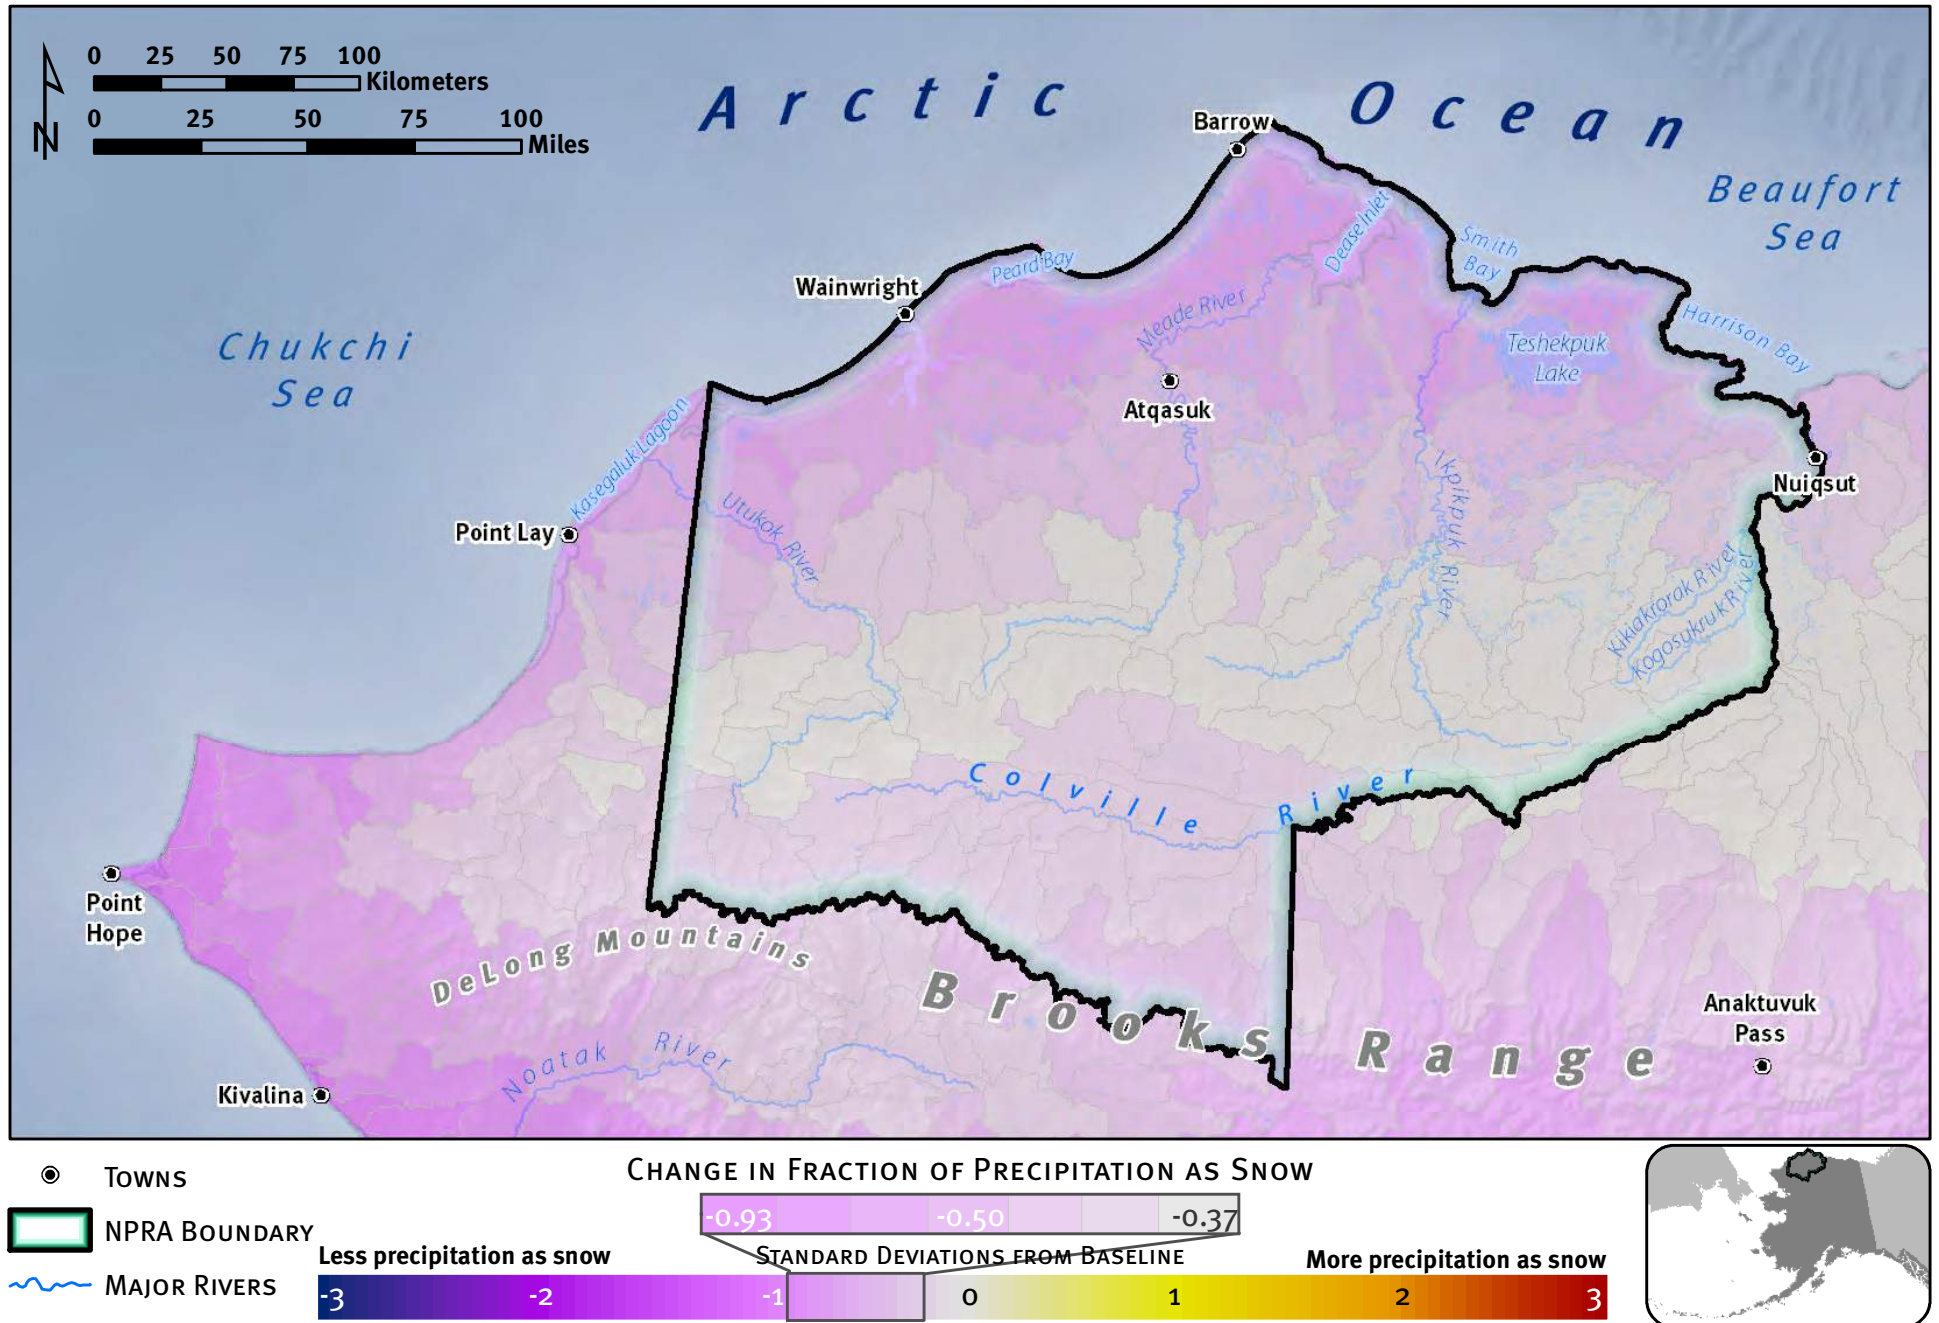 0 25 50 75 100
Kilometers
0 25 50 75 100
Miles
N
Arctic Ocean
Barrow
Beaufort
Sea
Dease Inlet
Smith
Bay
Peard Bay
Wainwright
Meade River
Harrison Bay
Teshekpuk
Lake
Chukchi
Sea
Atqasuk
Kasegaluk Lagoon
Ikpikpuk River
Nuiqsut
Utukok River
Point Lay
Kikiakrorak River
Kogosukruk River
Colville River
Point
Hope
DeLong Mountains
Brooks Range
Anaktuvuk
Pass
Noatak River
Kivalina
Towns
NPRA Boundary
Major Rivers
Change in Fraction of Precipitation as Snow
-0.93 -0.50 -0.37
Standard Deviations from Baseline
Less precipitation as snow
More precipitation as snow
-3 -2 -1 0 1 2 3